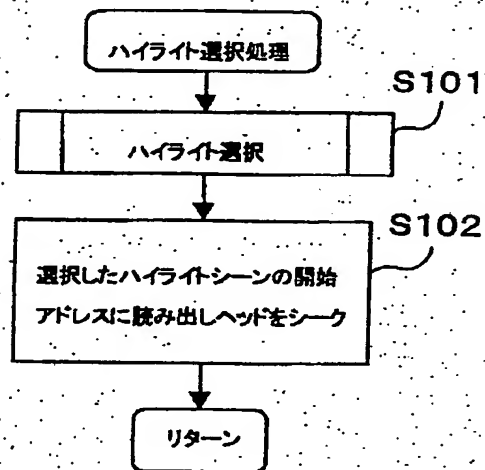 ハイライト選択処理
S101
ハイライト選択
S102
選択したハイライトシーンの開始
アドレスに読み出しヘッドをシーク
リターン